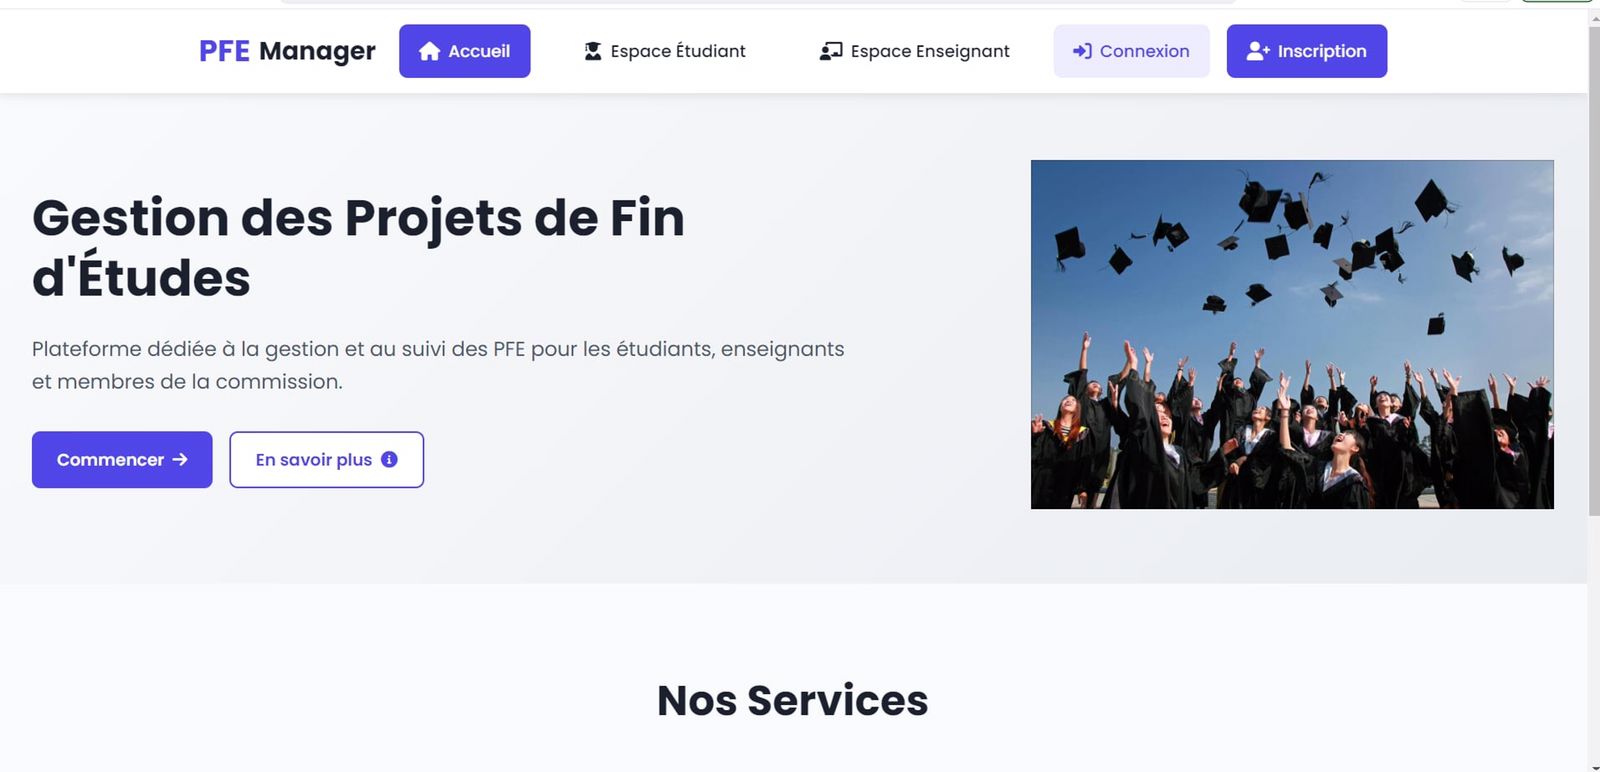 PFE Manager Accueil Espace Étudiant Espace Enseignant Connexion Inscription
Gestion des Projets de Fin
d'Études
Plateforme dédiée à la gestion et au suivi des PFE pour les étudiants, enseignants
et membres de la commission.
Commencer En savoir plus
Nos Services